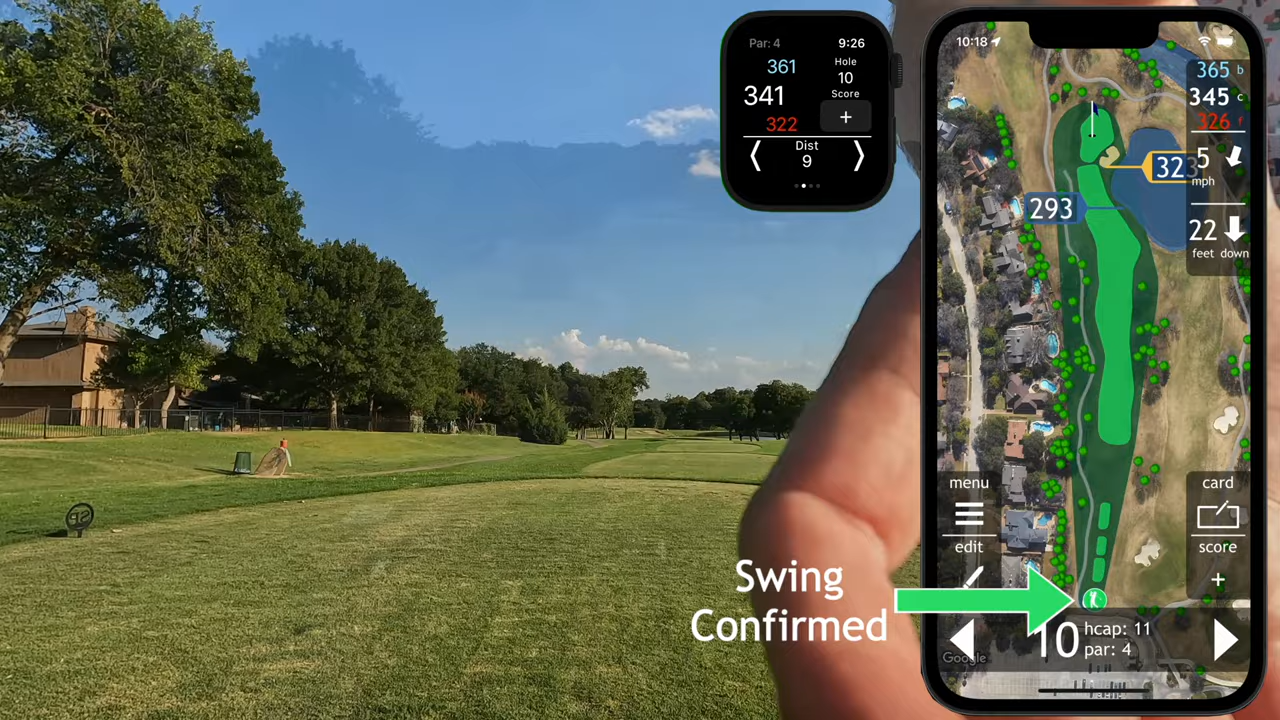 Par: 4
9:26
361
Hole
10
341
Score
+
322
Dist
9
10:18
365 b
345 c
326 f
323
5
mph
293
22
feet down
menu
card
edit
score
+
Swing
Confirmed
10
hcap: 11
par: 4
Google